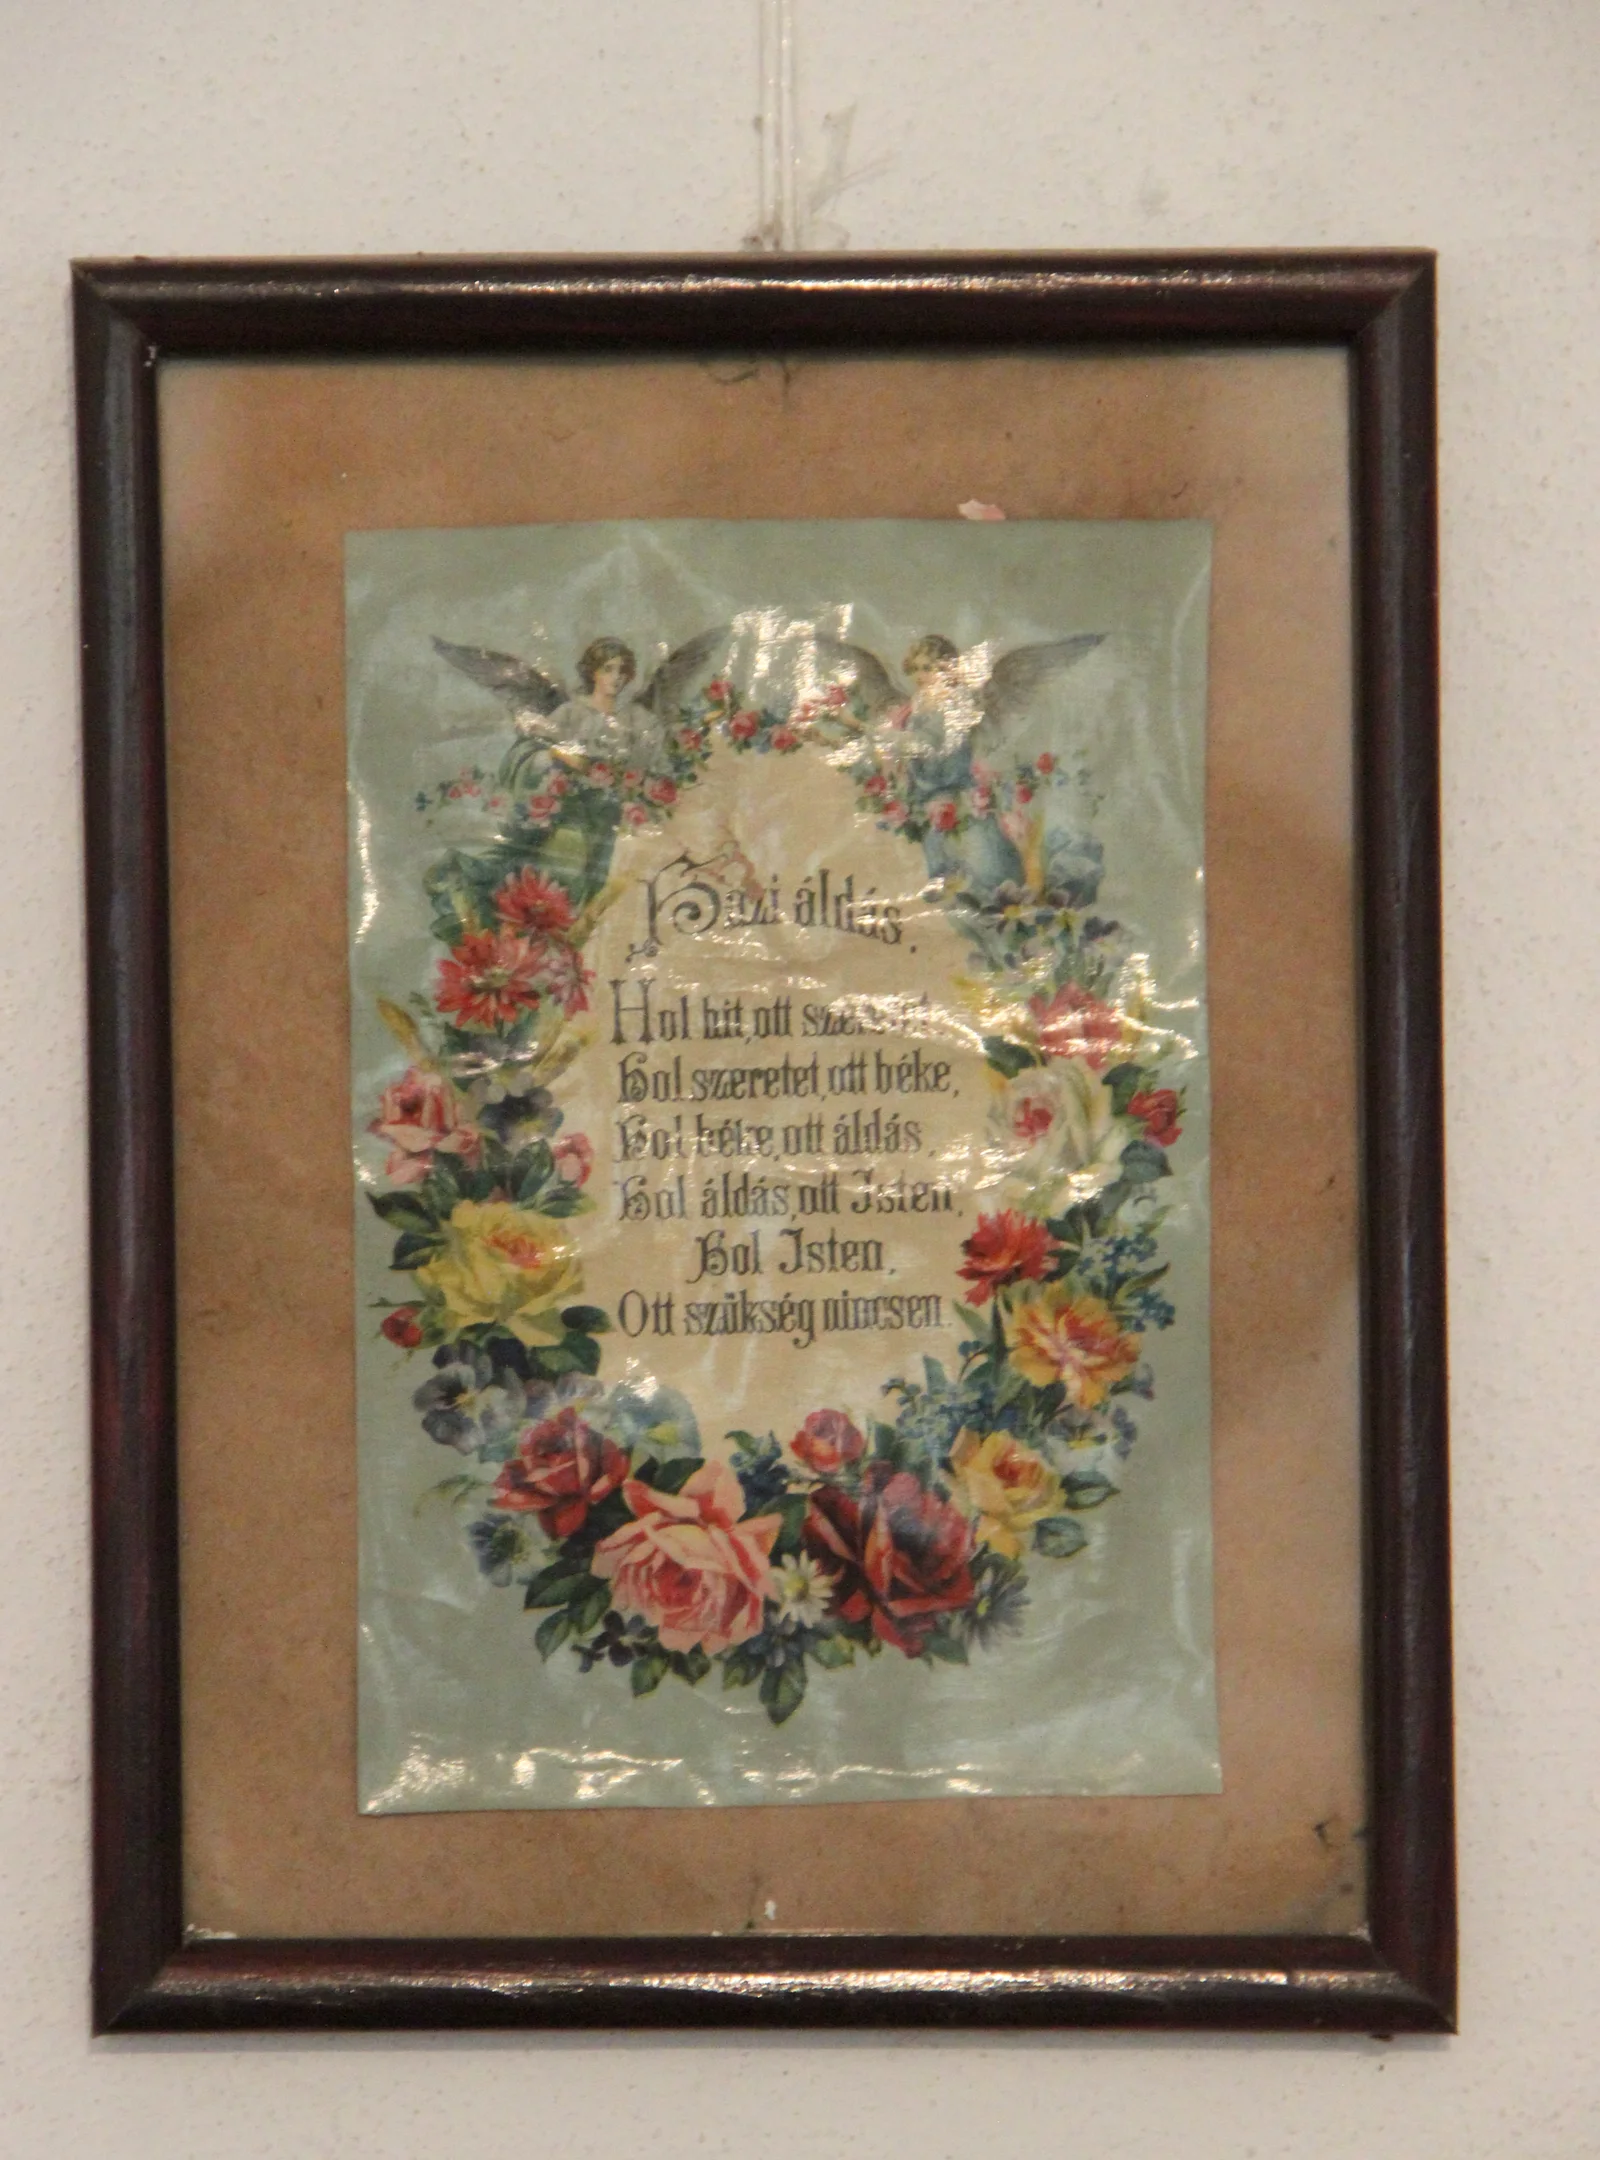 Házi áldás.
Hol hit, ott szeretet,
Hol szeretet, ott béke,
Hol béke, ott áldás,
Hol áldás, ott Isten,
Hol Isten,
Ott szükség nincsen.